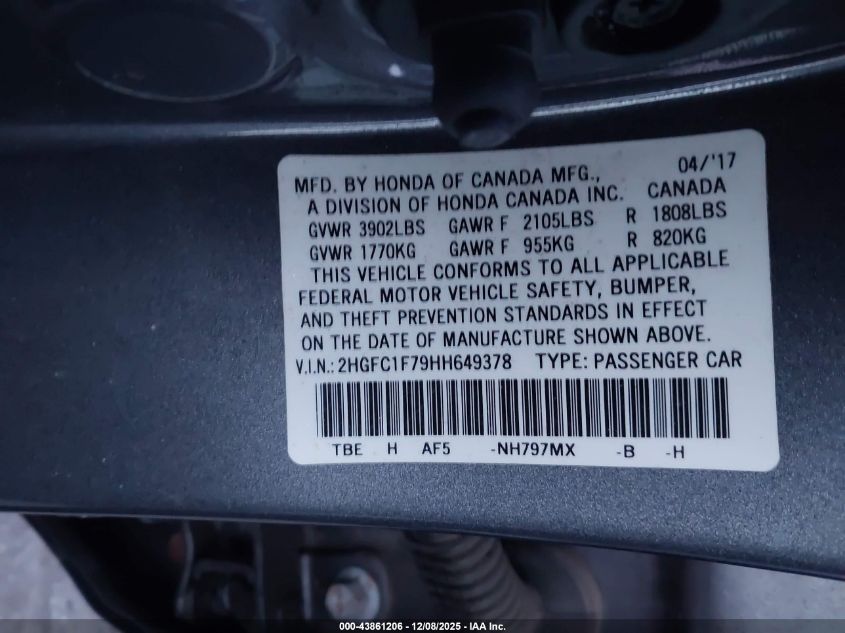 MFD. BY HONDA OF CANADA MFG., 04/'17
A DIVISION OF HONDA CANADA INC. CANADA
GVWR 3902LBS GAWR F 2105LBS R 1808LBS
GVWR 1770KG GAWR F 955KG R 820KG
THIS VEHICLE CONFORMS TO ALL APPLICABLE
FEDERAL MOTOR VEHICLE SAFETY, BUMPER,
AND THEFT PREVENTION STANDARDS IN EFFECT
ON THE DATE OF MANUFACTURE SHOWN ABOVE.
V.I.N.: 2HGFC1F79HH649378 TYPE: PASSENGER CAR
TBE H AF5 -NH797MX -B -H
000-43861206 - 12/08/2025 - IAA Inc.